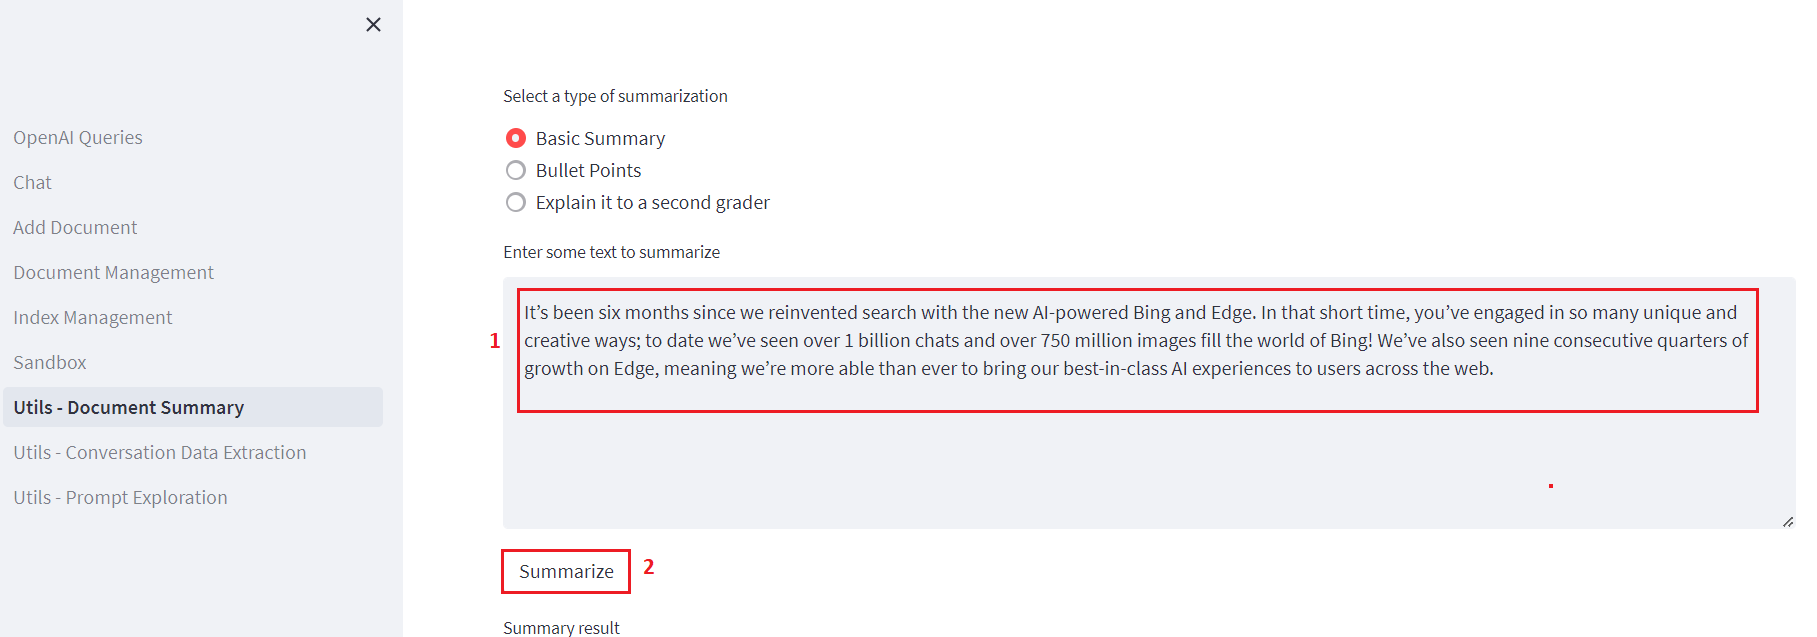 OpenAI Queries
Chat
Add Document
Document Management
Index Management
Sandbox
Utils - Document Summary
Utils - Conversation Data Extraction
Utils - Prompt Exploration
Select a type of summarization
Basic Summary
Bullet Points
Explain it to a second grader
Enter some text to summarize
1
It’s been six months since we reinvented search with the new AI-powered Bing and Edge. In that short time, you’ve engaged in so many unique and
creative ways; to date we’ve seen over 1 billion chats and over 750 million images fill the world of Bing! We’ve also seen nine consecutive quarters of
growth on Edge, meaning we’re more able than ever to bring our best-in-class AI experiences to users across the web.
Summarize 2
Summary result